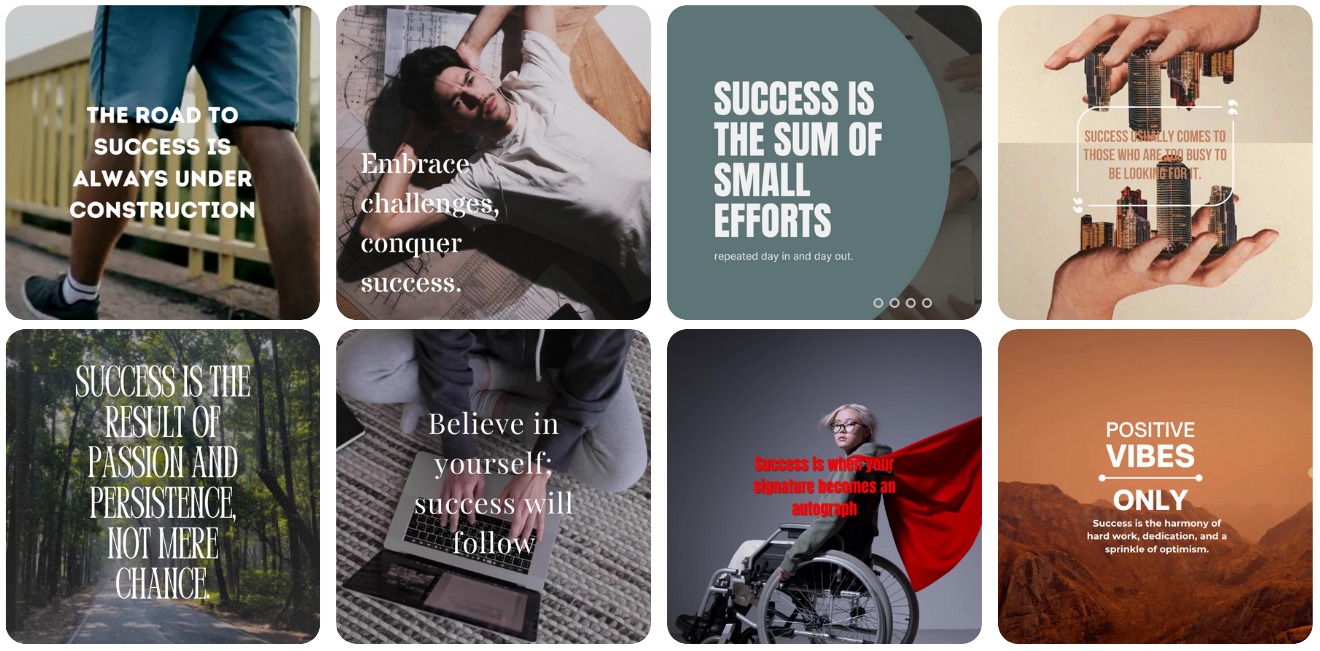 THE ROAD TO
SUCCESS IS
ALWAYS UNDER
CONSTRUCTION
Embrace
challenges,
conquer
success.
SUCCESS IS
THE SUM OF
SMALL
EFFORTS
repeated day in and day out.
SUCCESS USUALLY COMES TO
THOSE WHO ARE TOO BUSY TO
BE LOOKING FOR IT.
SUCCESS IS THE
RESULT OF
PASSION AND
PERSISTENCE,
NOT MERE
CHANCE.
Believe in
yourself;
success will
follow
Success is when your
signature becomes an
autograph
POSITIVE
VIBES
ONLY
Success is the harmony of
hard work, dedication, and a
sprinkle of optimism.